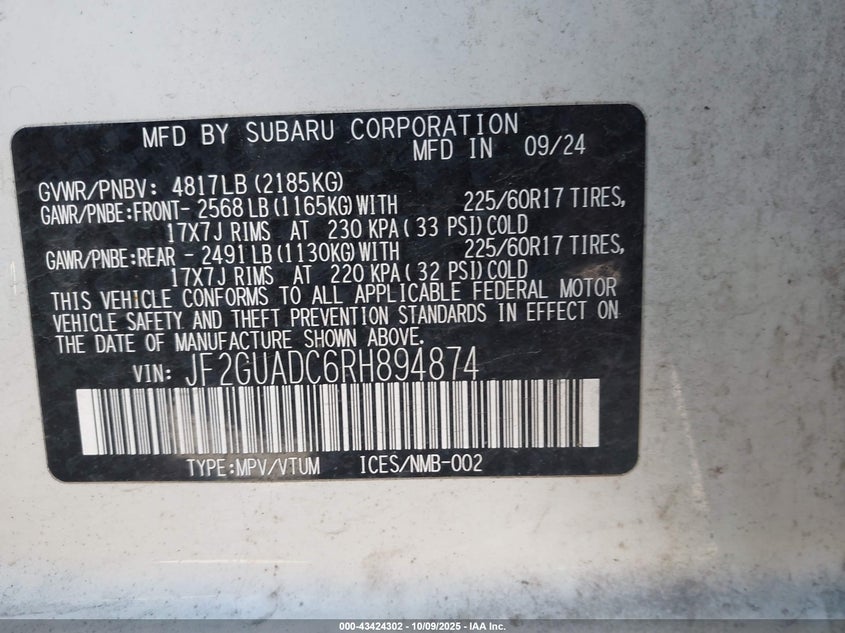 MFD BY SUBARU CORPORATION
MFD IN 09/24
GVWR/PNBV: 4817LB (2185KG)
GAWR/PNBE:FRONT- 2568 LB (1165KG) WITH 225/60R17 TIRES,
17X7J RIMS AT 230 KPA ( 33 PSI) COLD
GAWR/PNBE:REAR - 2491 LB (1130KG) WITH 225/60R17 TIRES,
17X7J RIMS AT 220 KPA ( 32 PSI) COLD
THIS VEHICLE CONFORMS TO ALL APPLICABLE FEDERAL MOTOR
VEHICLE SAFETY AND THEFT PREVENTION STANDARDS IN EFFECT ON
THE DATE OF MANUFACTURE SHOWN ABOVE.
VIN: JF2GUADC6RH894874
TYPE:MPV/VTUM ICES/NMB-002
000-43424302 - 10/09/2025 - IAA Inc.